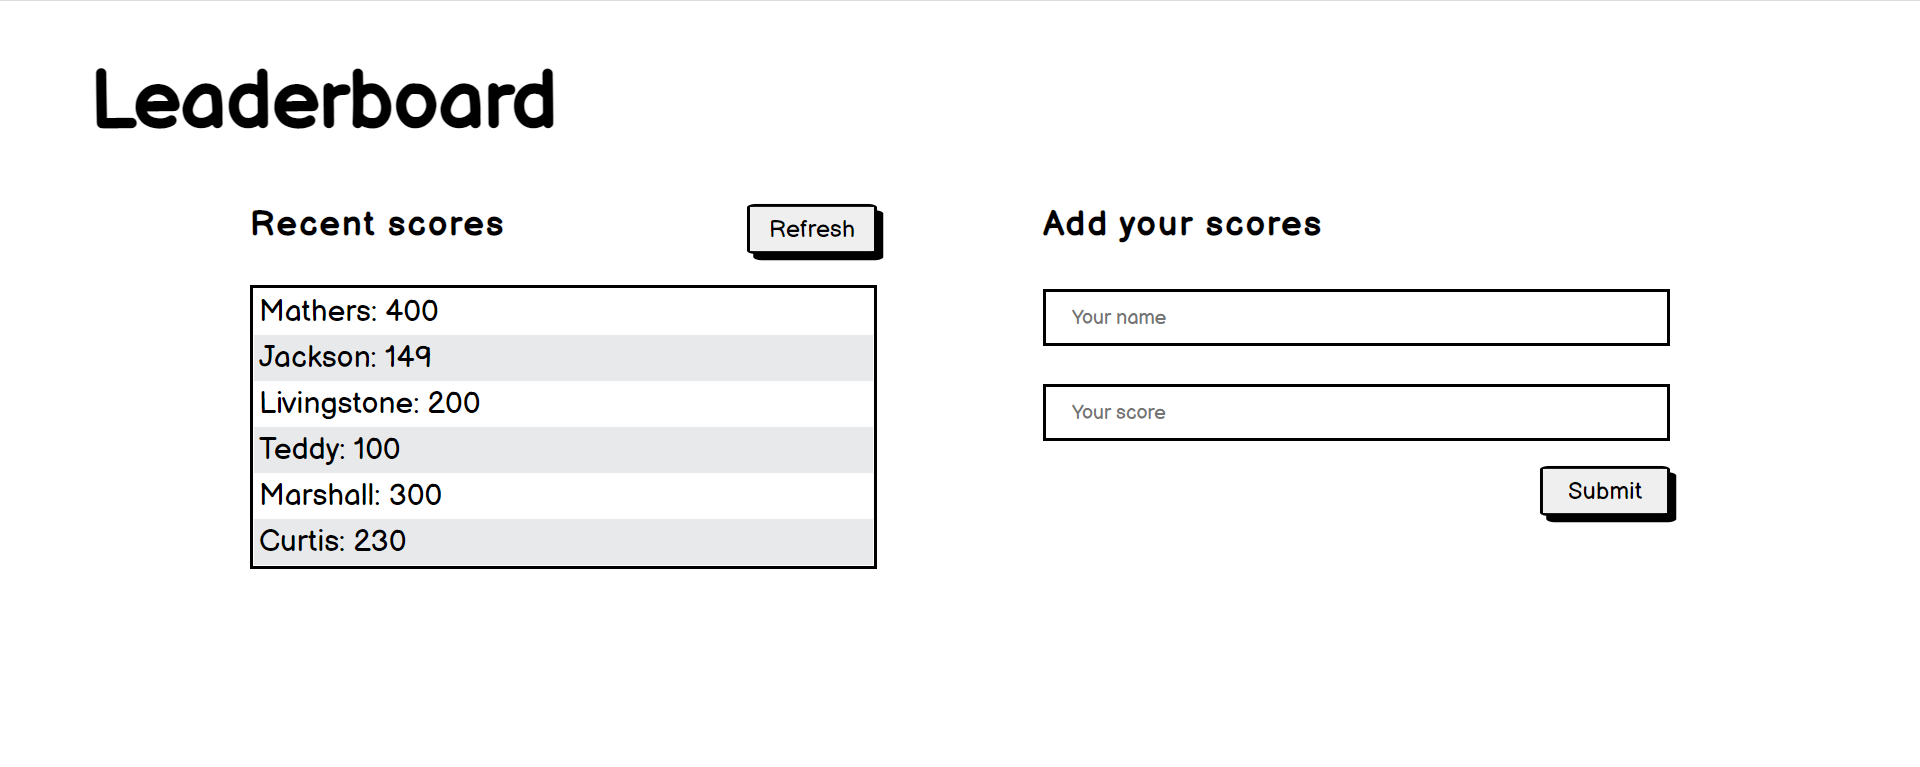 Leaderboard
Recent scores
Refresh
Mathers: 400
Jackson: 149
Livingstone: 200
Teddy: 100
Marshall: 300
Curtis: 230
Add your scores
Your name
Your score
Submit